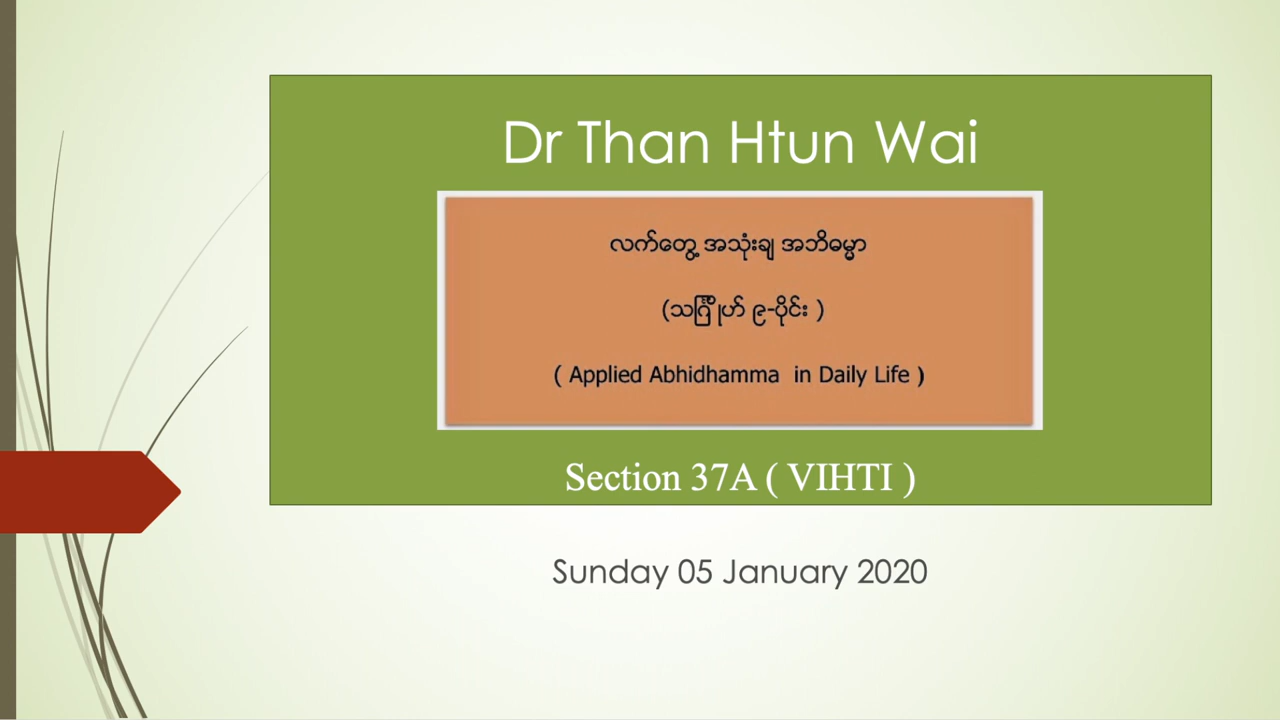 Dr Than Htun Wai
လက်တွေ့ အသုံးချ အဘိဓမ္မာ
(သင်္ဂြိုဟ် ၉-ပိုင်း )
( Applied Abhidhamma in Daily Life )
Section 37A ( VIHTI )
Sunday 05 January 2020